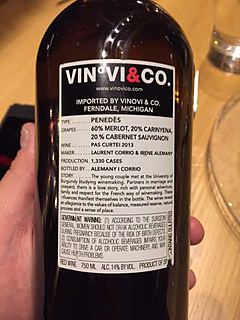 VINºVI&CO.
www.vinovico.com
IMPORTED BY VINOVI & CO.
FERNDALE, MICHIGAN
TYPE PENEDÈS
GRAPES 60% MERLOT, 20% CARINYENA,
20 % CABERNET SAUVIGNON
WINE PAS CURTEI 2013
MAKER LAURENT CORRIO & IRENE ALEMANY
PRODUCTION 1,330 CASES
BOTTLED BY ALEMANY I CORRIO
STORY The young couple met at the University of
Burgundy studying winemaking. Partners in marriage and
vineyard, theirs is a love story, rich with personal adventure,
family and respect for the French way of doing things. These
influences manifest themselves in the bottle. The wines reveal
an allegiance to the values of balance, measured reserve, natural
process and a sense of place.
GOVERNMENT WARNING: (1) ACCORDING TO THE SURGEON
GENERAL, WOMEN SHOULD NOT DRINK ALCOHOLIC BEVERAGES
DURING PREGNANCY BECAUSE OF THE RISK OF BIRTH DEFECTS.
(2) CONSUMPTION OF ALCOHOLIC BEVERAGES IMPAIRS YOUR
ABILITY TO DRIVE A CAR OR OPERATE MACHINERY, AND MAY
CAUSE HEALTH PROBLEMS
RED WINE 750 ML ALC. 14% BY VOL. PRODUCT OF